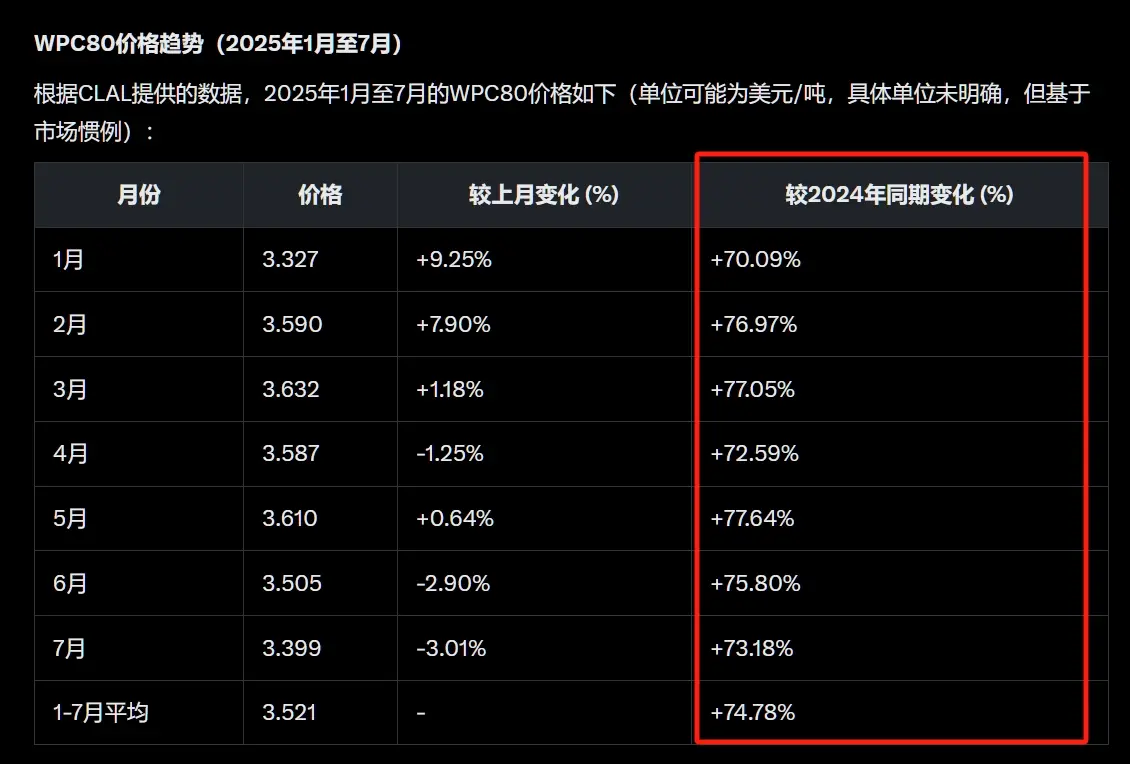 WPC80价格趋势（2025年1月至7月）
根据CLAL提供的数据，2025年1月至7月的WPC80价格如下（单位可能为美元/吨，具体单位未明确，但基于
市场惯例）：
月份 价格 较上月变化 (%) 较2024年同期变化 (%)
1月 3.327 +9.25% +70.09%
2月 3.590 +7.90% +76.97%
3月 3.632 +1.18% +77.05%
4月 3.587 -1.25% +72.59%
5月 3.610 +0.64% +77.64%
6月 3.505 -2.90% +75.80%
7月 3.399 -3.01% +73.18%
1-7月平均 3.521 - +74.78%